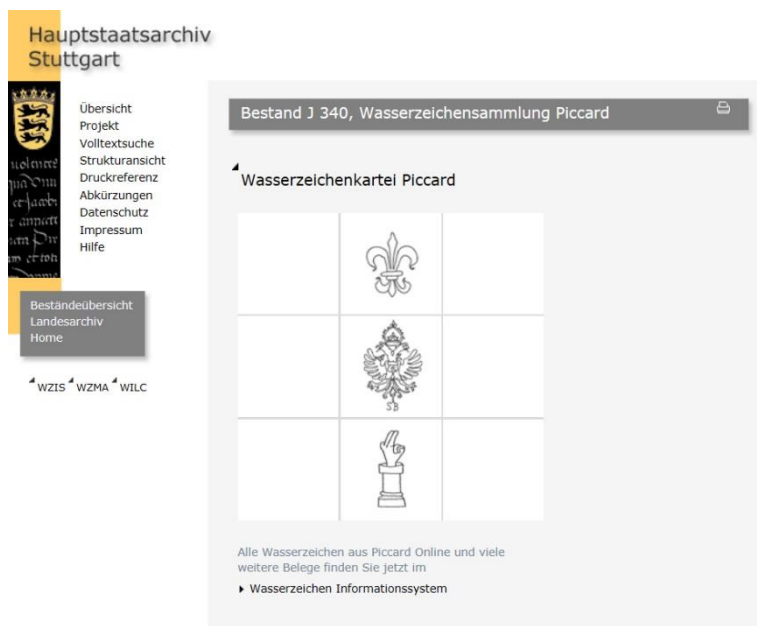 Hauptstaatsarchiv
Stuttgart
Übersicht
Projekt
Volltextsuche
Strukturansicht
Druckreferenz
Abkürzungen
Datenschutz
Impressum
Hilfe
Beständeübersicht
Landesarchiv
Home
WZIS WZMA WILC
Bestand J 340, Wasserzeichensammlung Piccard
Wasserzeichenkartei Piccard
SB
Alle Wasserzeichen aus Piccard Online und viele
weitere Belege finden Sie jetzt im
Wasserzeichen Informationssystem